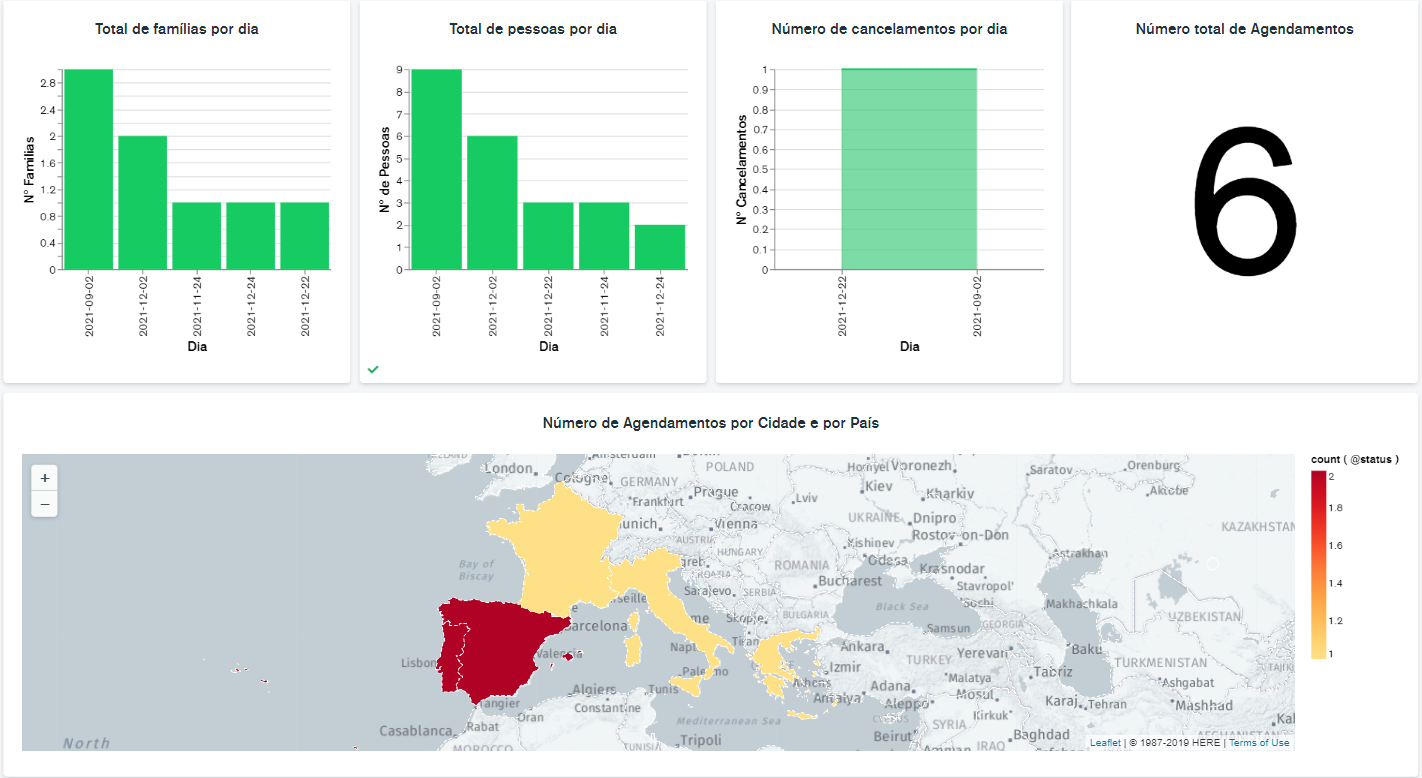 Total de famílias por dia
Nº Familias
2.8
2.4
2
1.6
1.2
0.8
0.4
0
2021-09-02
2021-12-02
2021-11-24
2021-12-24
2021-12-22
Dia
Total de pessoas por dia
Nº de Pessoas
9
8
7
6
5
4
3
2
1
0
2021-09-02
2021-12-02
2021-12-22
2021-11-24
2021-12-24
Dia
Número de cancelamentos por dia
Nº Cancelamentos
1
0.9
0.8
0.7
0.6
0.5
0.4
0.3
0.2
0.1
0
2021-12-22
2021-09-02
Dia
Número total de Agendamentos
6
Número de Agendamentos por Cidade e por País
+
−
London
Amsterdam
Cologne
GERMANY
POLAND
Frankfurt
Prague
Cracow
Lviv
Vienna
AUSTRIA
HUNGARY
CROATIA
Sarajevo
SERBIA
ROMANIA
Bucharest
BULGARIA
Skopje
Homyel'
Voronezh
Kiev
Kharkiv
UKRAINE
Dnipro
Rostov-on-Don
Kishinev
Odesa
Krasnodar
Stavropol'
Sochi
Saratov
Orenburg
Aktobe
KAZAKHSTAN
Astrakhan
Makhachkala
UZBEKISTAN
Bay of
Biscay
Black Sea
Samsun
GEORGIA
Barcelona
Valencia
Lisbon
Ankara
Izmir
TURKEY
Yerevan
Baku
TURKMENISTAN
Malatya
Tabriz
Ashgabat
Palermo
Athens
Antalya
Adana
Aleppo
Mosul
Karaj
Tehran
Mashhad
Algiers
Tunis
Constantine
Oran
Tangier
Rabat
Casablanca
MOROCCO
TUNISIA
Tripoli
Mediterranean Sea
CYPRUS
SYRIA
Kirkuk
Beirut
Baghdad
Amman
IRAQ
AFGHANISTAN
North
Leaflet | © 1987-2019 HERE | Terms of Use
count ( @status )
2
1.8
1.6
1.4
1.2
1